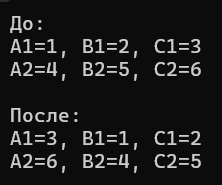 До:
A1=1, B1=2, C1=3
A2=4, B2=5, C2=6

После:
A1=3, B1=1, C1=2
A2=6, B2=4, C2=5